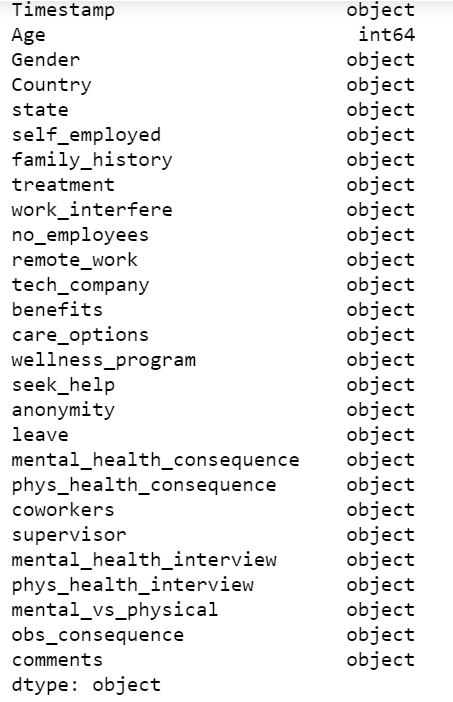 Timestamp object
Age int64
Gender object
Country object
state object
self_employed object
family_history object
treatment object
work_interfere object
no_employees object
remote_work object
tech_company object
benefits object
care_options object
wellness_program object
seek_help object
anonymity object
leave object
mental_health_consequence object
phys_health_consequence object
coworkers object
supervisor object
mental_health_interview object
phys_health_interview object
mental_vs_physical object
obs_consequence object
comments object
dtype: object